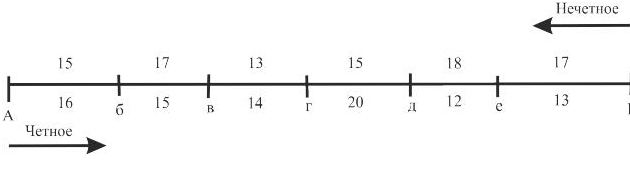 Нечетное
15 17 13 15 18 17
16 15 14 20 12 13
А б в г д е
Четное